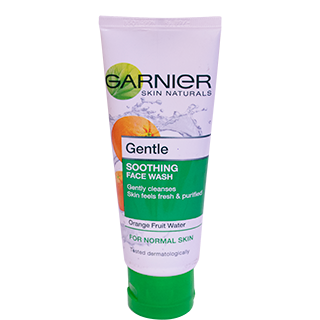 GARNIER
SKIN NATURALS
Gentle
SOOTHING
FACE WASH
Gently cleanses
Skin feels fresh & purified!
Orange Fruit Water
FOR NORMAL SKIN
Tested dermatologically